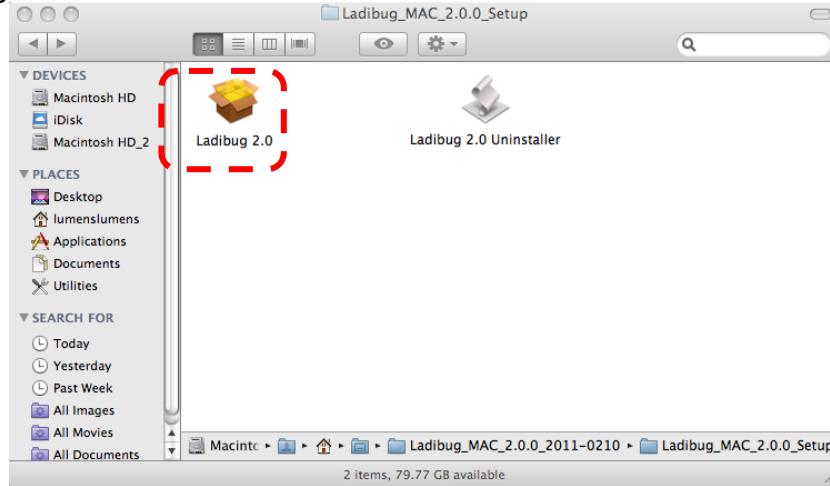 Ladibug_MAC_2.0.0_Setup
DEVICES
Macintosh HD
iDisk
Macintosh HD_2
PLACES
Desktop
lumenslumens
Applications
Documents
Utilities
SEARCH FOR
Today
Yesterday
Past Week
All Images
All Movies
All Documents
Ladibug 2.0
Ladibug 2.0 Uninstaller
Macintc Ladibug_MAC_2.0.0_2011-0210 Ladibug_MAC_2.0.0_Setup
2 items, 79.77 GB available